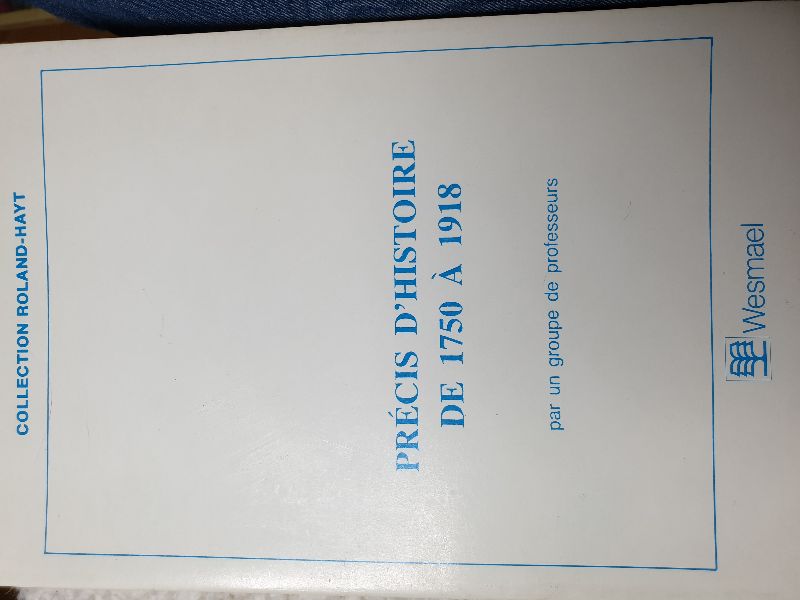 COLLECTION ROLAND-HAYT
PRÉCIS D'HISTOIRE
DE 1750 À 1918
par un groupe de professeurs
Wesmael